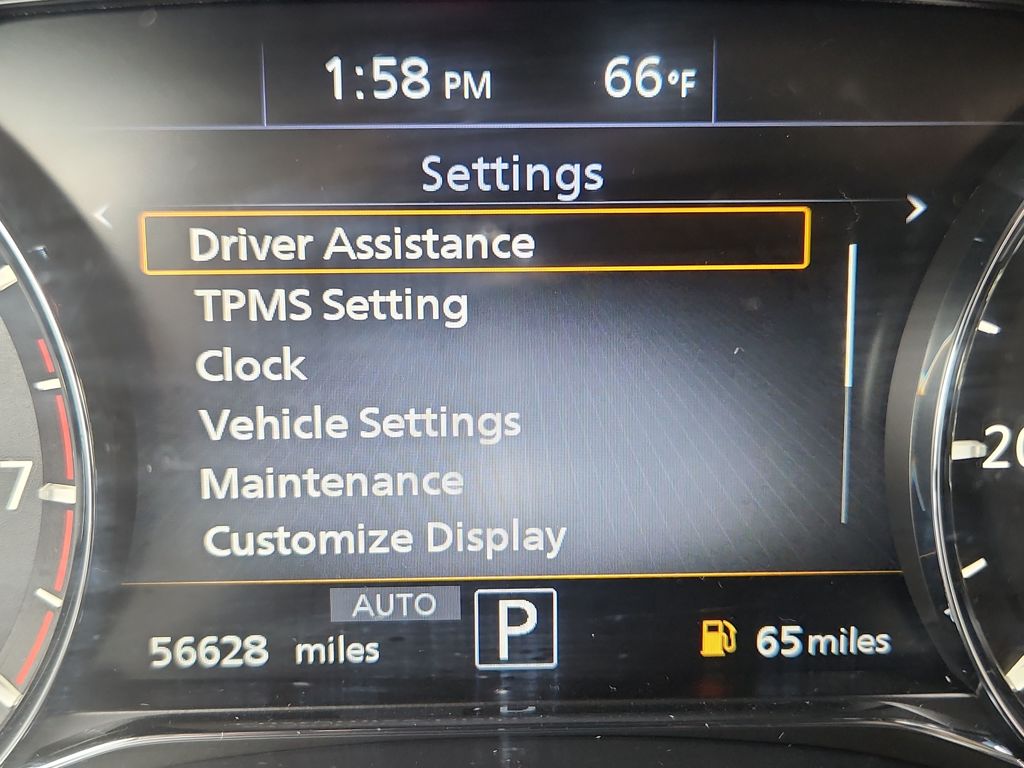 1:58 PM 66°F
Settings
Driver Assistance
TPMS Setting
Clock
Vehicle Settings
Maintenance
Customize Display
AUTO
P
56628 miles
65 miles
7